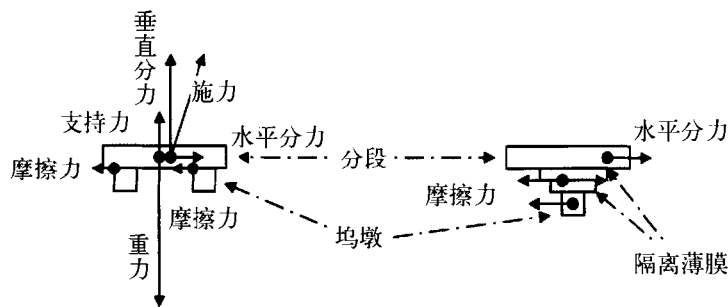 垂直分力
施力
支持力
水平分力
摩擦力
摩擦力
重力
分段
坞墩
水平分力
摩擦力
隔离薄膜